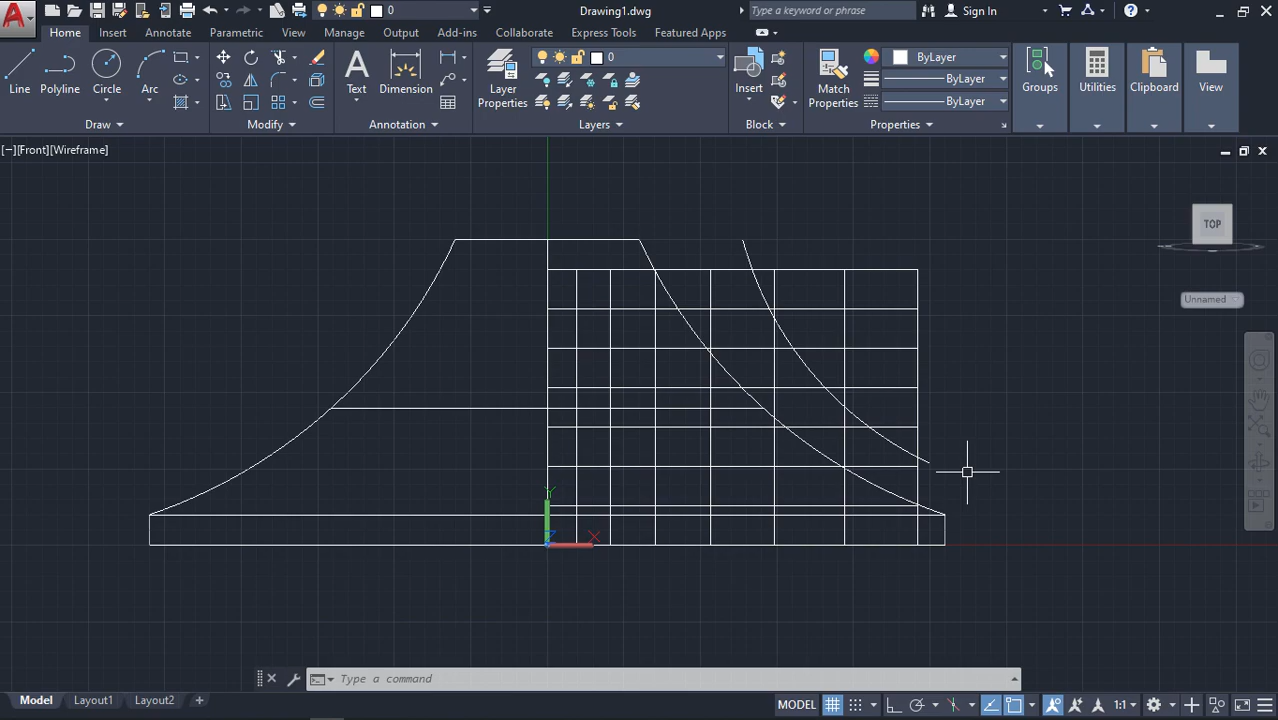 A 0 Drawing1.dwg Type a keyword or phrase Sign In
Home Insert Annotate Parametric View Manage Output Add-ins Collaborate Express Tools Featured Apps
Line Polyline Circle Arc Text Dimension Layer Properties 0 Insert Match Properties ByLayer ByLayer ByLayer Groups Utilities Clipboard View
Draw Modify Annotation Layers Block Properties
[−][Front][Wireframe]
TOP
Unnamed
Y
Z X
Type a command
Model Layout1 Layout2 + MODEL 1:1